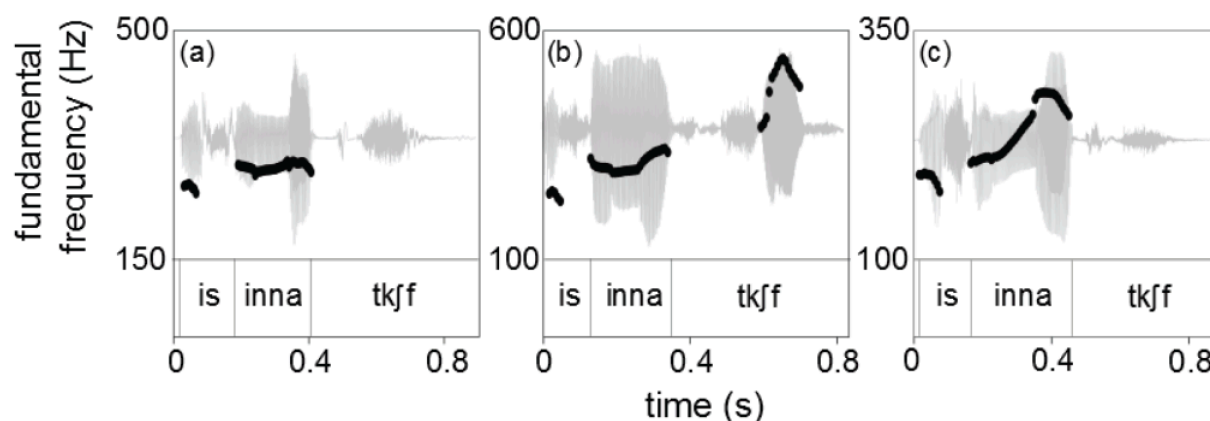 fundamental
frequency (Hz)
500 (a) 600 (b) 350 (c)
150 100 100
is inna tkʃf is inna tkʃf is inna tkʃf
0 0.4 0.8 0 0.4 0.8 0 0.4 0.8
time (s)